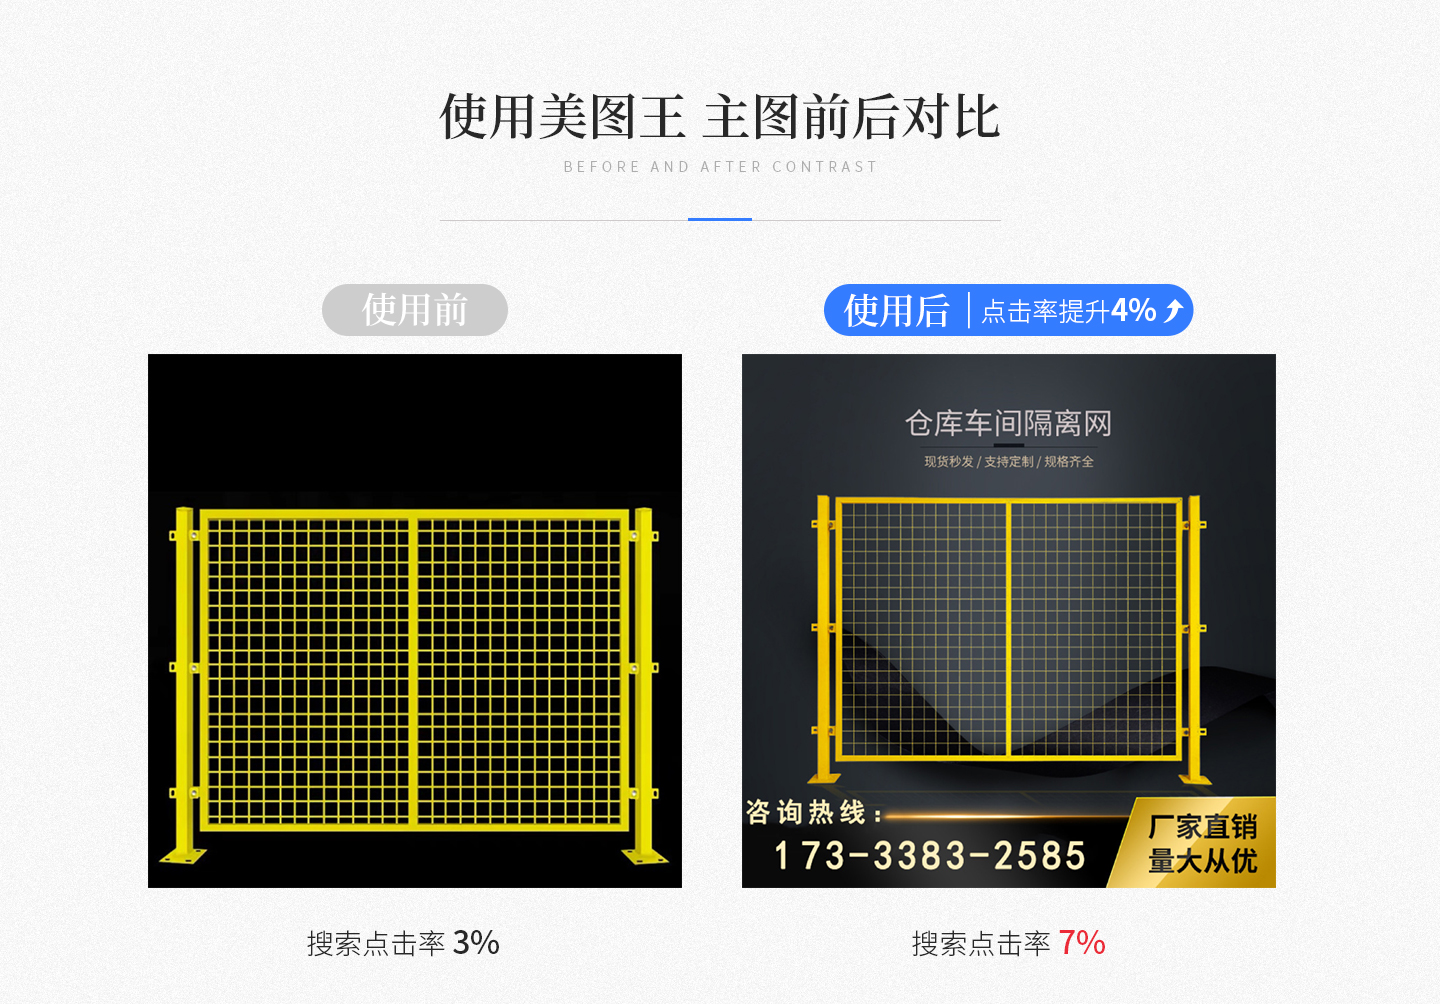 使用美图王 主图前后对比
BEFORE AND AFTER CONTRAST
使用前
使用后 | 点击率提升4%
仓库车间隔离网
现货秒发 / 支持定制 / 规格齐全
咨询热线：
173-3383-2585
厂家直销
量大从优
搜索点击率 3%
搜索点击率 7%